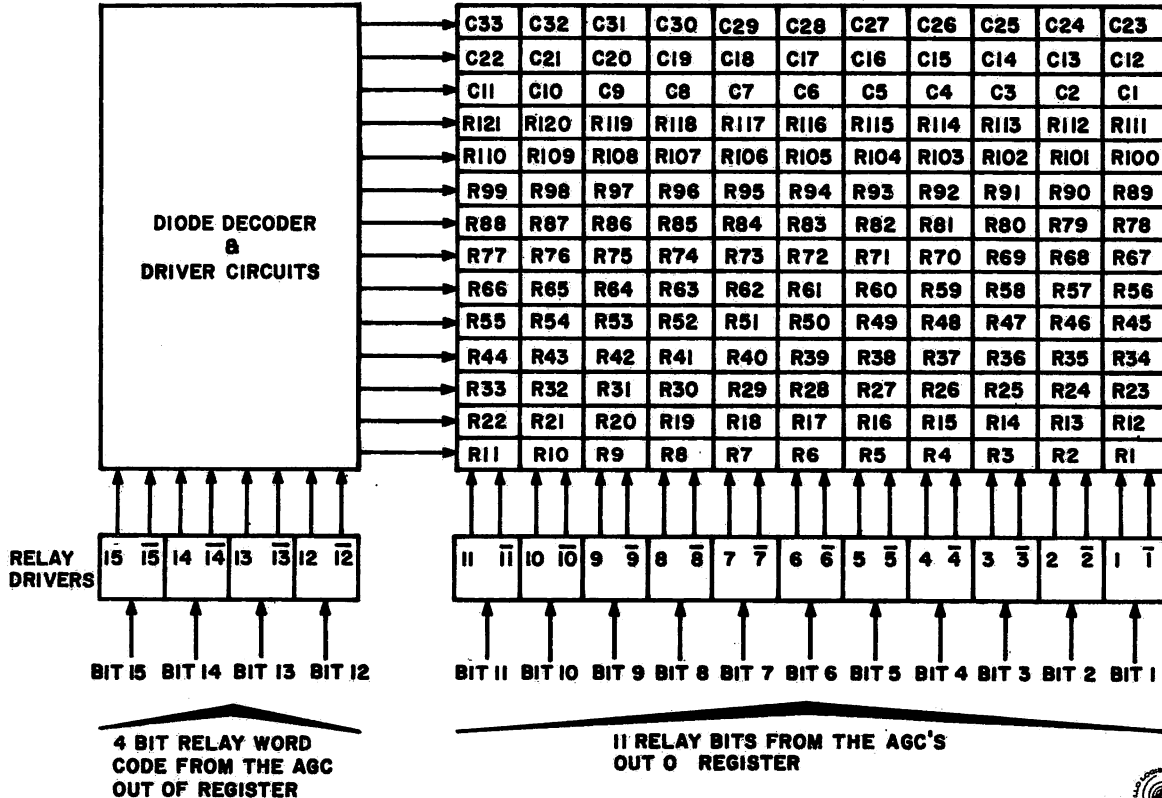 C33 C32 C31 C30 C29 C28 C27 C26 C25 C24 C23
C22 C21 C20 C19 C18 C17 C16 C15 C14 C13 C12
C11 C10 C9 C8 C7 C6 C5 C4 C3 C2 C1
R121 R120 R119 R118 R117 R116 R115 R114 R113 R112 R111
R110 R109 R108 R107 R106 R105 R104 R103 R102 R101 R100
R99 R98 R97 R96 R95 R94 R93 R92 R91 R90 R89
R88 R87 R86 R85 R84 R83 R82 R81 R80 R79 R78
R77 R76 R75 R74 R73 R72 R71 R70 R69 R68 R67
R66 R65 R64 R63 R62 R61 R60 R59 R58 R57 R56
R55 R54 R53 R52 R51 R50 R49 R48 R47 R46 R45
R44 R43 R42 R41 R40 R39 R38 R37 R36 R35 R34
R33 R32 R31 R30 R29 R28 R27 R26 R25 R24 R23
R22 R21 R20 R19 R18 R17 R16 R15 R14 R13 R12
R11 R10 R9 R8 R7 R6 R5 R4 R3 R2 R1
DIODE DECODER
&
DRIVER CIRCUITS
RELAY
DRIVERS
15 1̅5̅ 14 1̅4̅ 13 1̅3̅ 12 1̅2̅
11 1̅1̅ 10 1̅0̅ 9 9̅ 8 8̅ 7 7̅ 6 6̅ 5 5̅ 4 4̅ 3 3̅ 2 2̅ 1 1̅
BIT 15 BIT 14 BIT 13 BIT 12
BIT 11 BIT 10 BIT 9 BIT 8 BIT 7 BIT 6 BIT 5 BIT 4 BIT 3 BIT 2 BIT 1
4 BIT RELAY WORD
CODE FROM THE AGC
OUT OF REGISTER
11 RELAY BITS FROM THE AGC'S
OUT O REGISTER